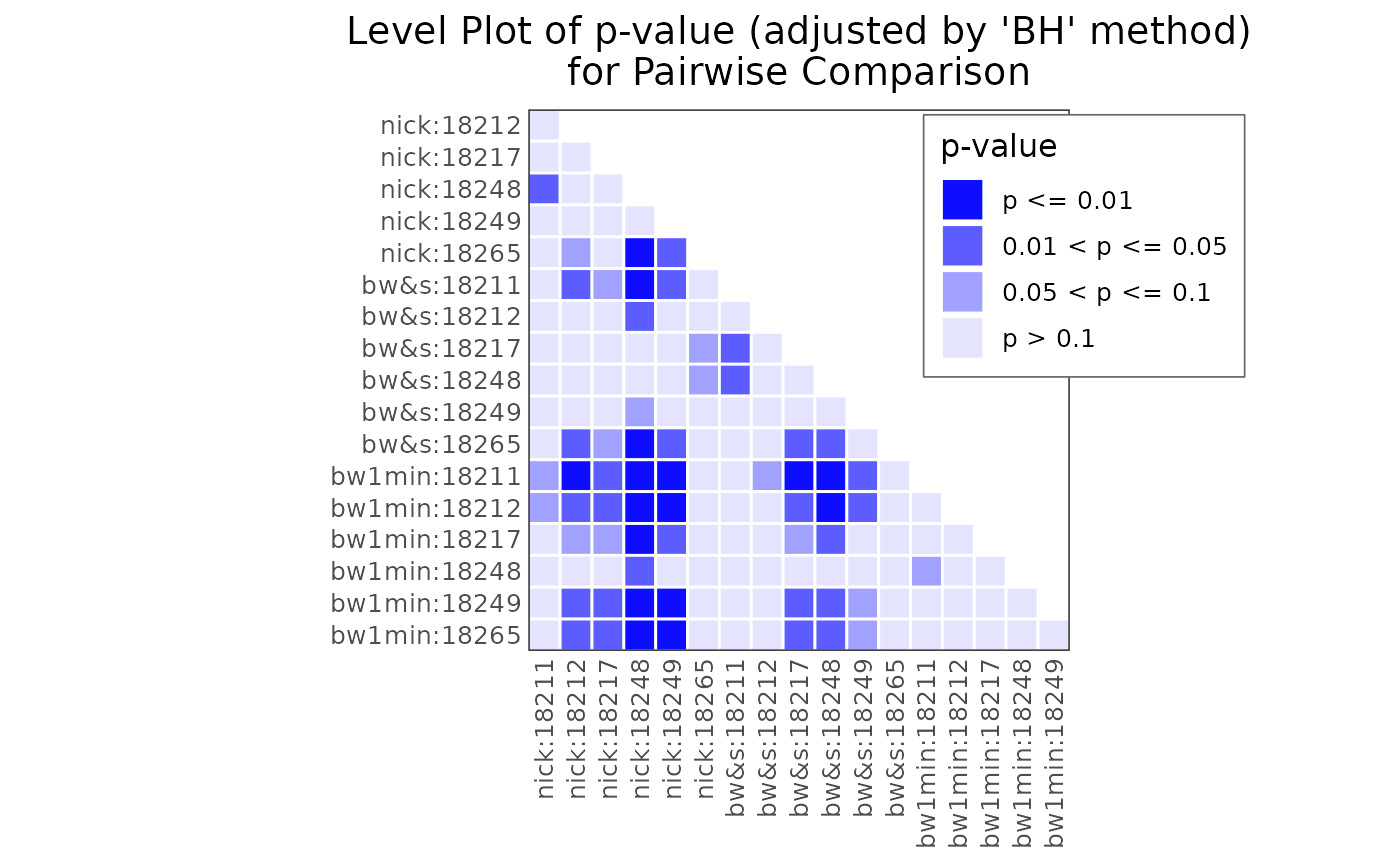 Level Plot of p-value (adjusted by 'BH' method)
for Pairwise Comparison
nick:18212
nick:18217
nick:18248
nick:18249
nick:18265
bw&s:18211
bw&s:18212
bw&s:18217
bw&s:18248
bw&s:18249
bw&s:18265
bw1min:18211
bw1min:18212
bw1min:18217
bw1min:18248
bw1min:18249
bw1min:18265
p-value
p <= 0.01
0.01 < p <= 0.05
0.05 < p <= 0.1
p > 0.1
nick:18211
nick:18212
nick:18217
nick:18248
nick:18249
nick:18265
bw&s:18211
bw&s:18212
bw&s:18217
bw&s:18248
bw&s:18249
bw&s:18265
bw1min:18211
bw1min:18212
bw1min:18217
bw1min:18248
bw1min:18249